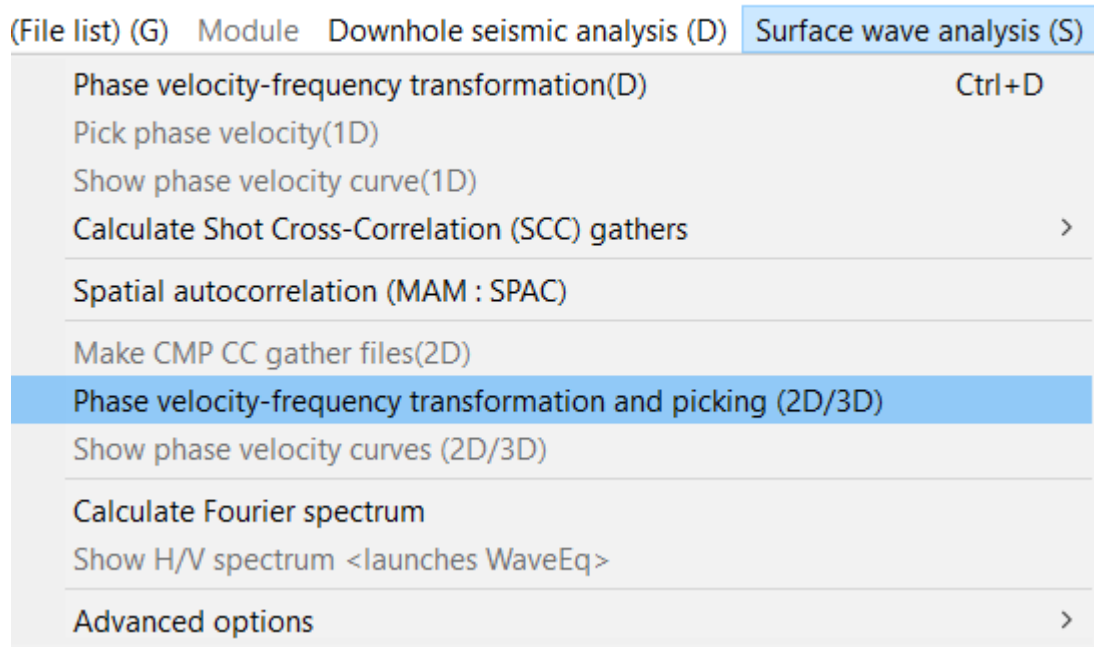 (File list) (G) Module Downhole seismic analysis (D) Surface wave analysis (S)
Phase velocity-frequency transformation(D) Ctrl+D
Pick phase velocity(1D)
Show phase velocity curve(1D)
Calculate Shot Cross-Correlation (SCC) gathers >
Spatial autocorrelation (MAM : SPAC)
Make CMP CC gather files(2D)
Phase velocity-frequency transformation and picking (2D/3D)
Show phase velocity curves (2D/3D)
Calculate Fourier spectrum
Show H/V spectrum <launches WaveEq>
Advanced options >